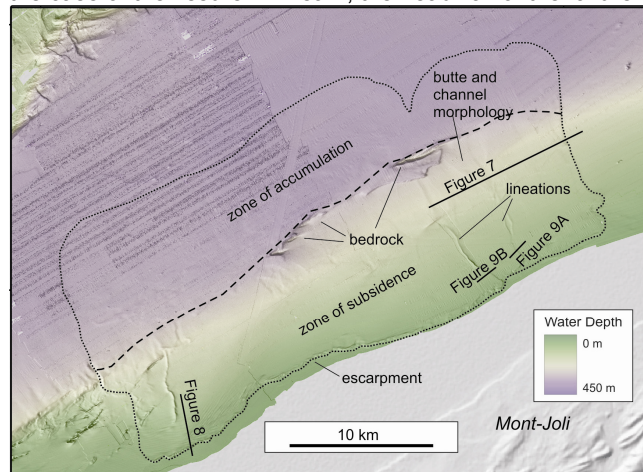 butte and
channel
morphology
zone of accumulation
Figure 7
lineations
bedrock
Figure 9A
Figure 9B
zone of subsidence
Water Depth
0 m
450 m
escarpment
Figure 8
Mont-Joli
10 km